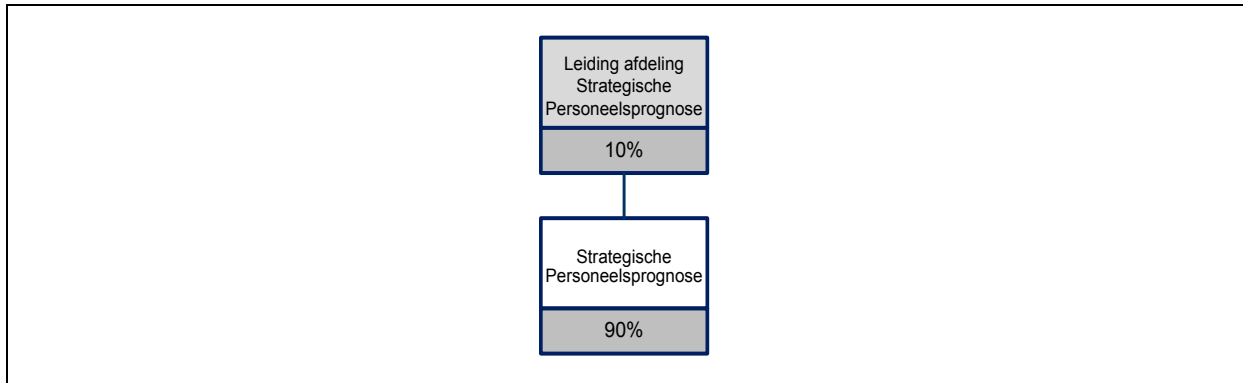 Leiding afdeling
Strategische
Personeelsprognose
10%
Strategische
Personeelsprognose
90%